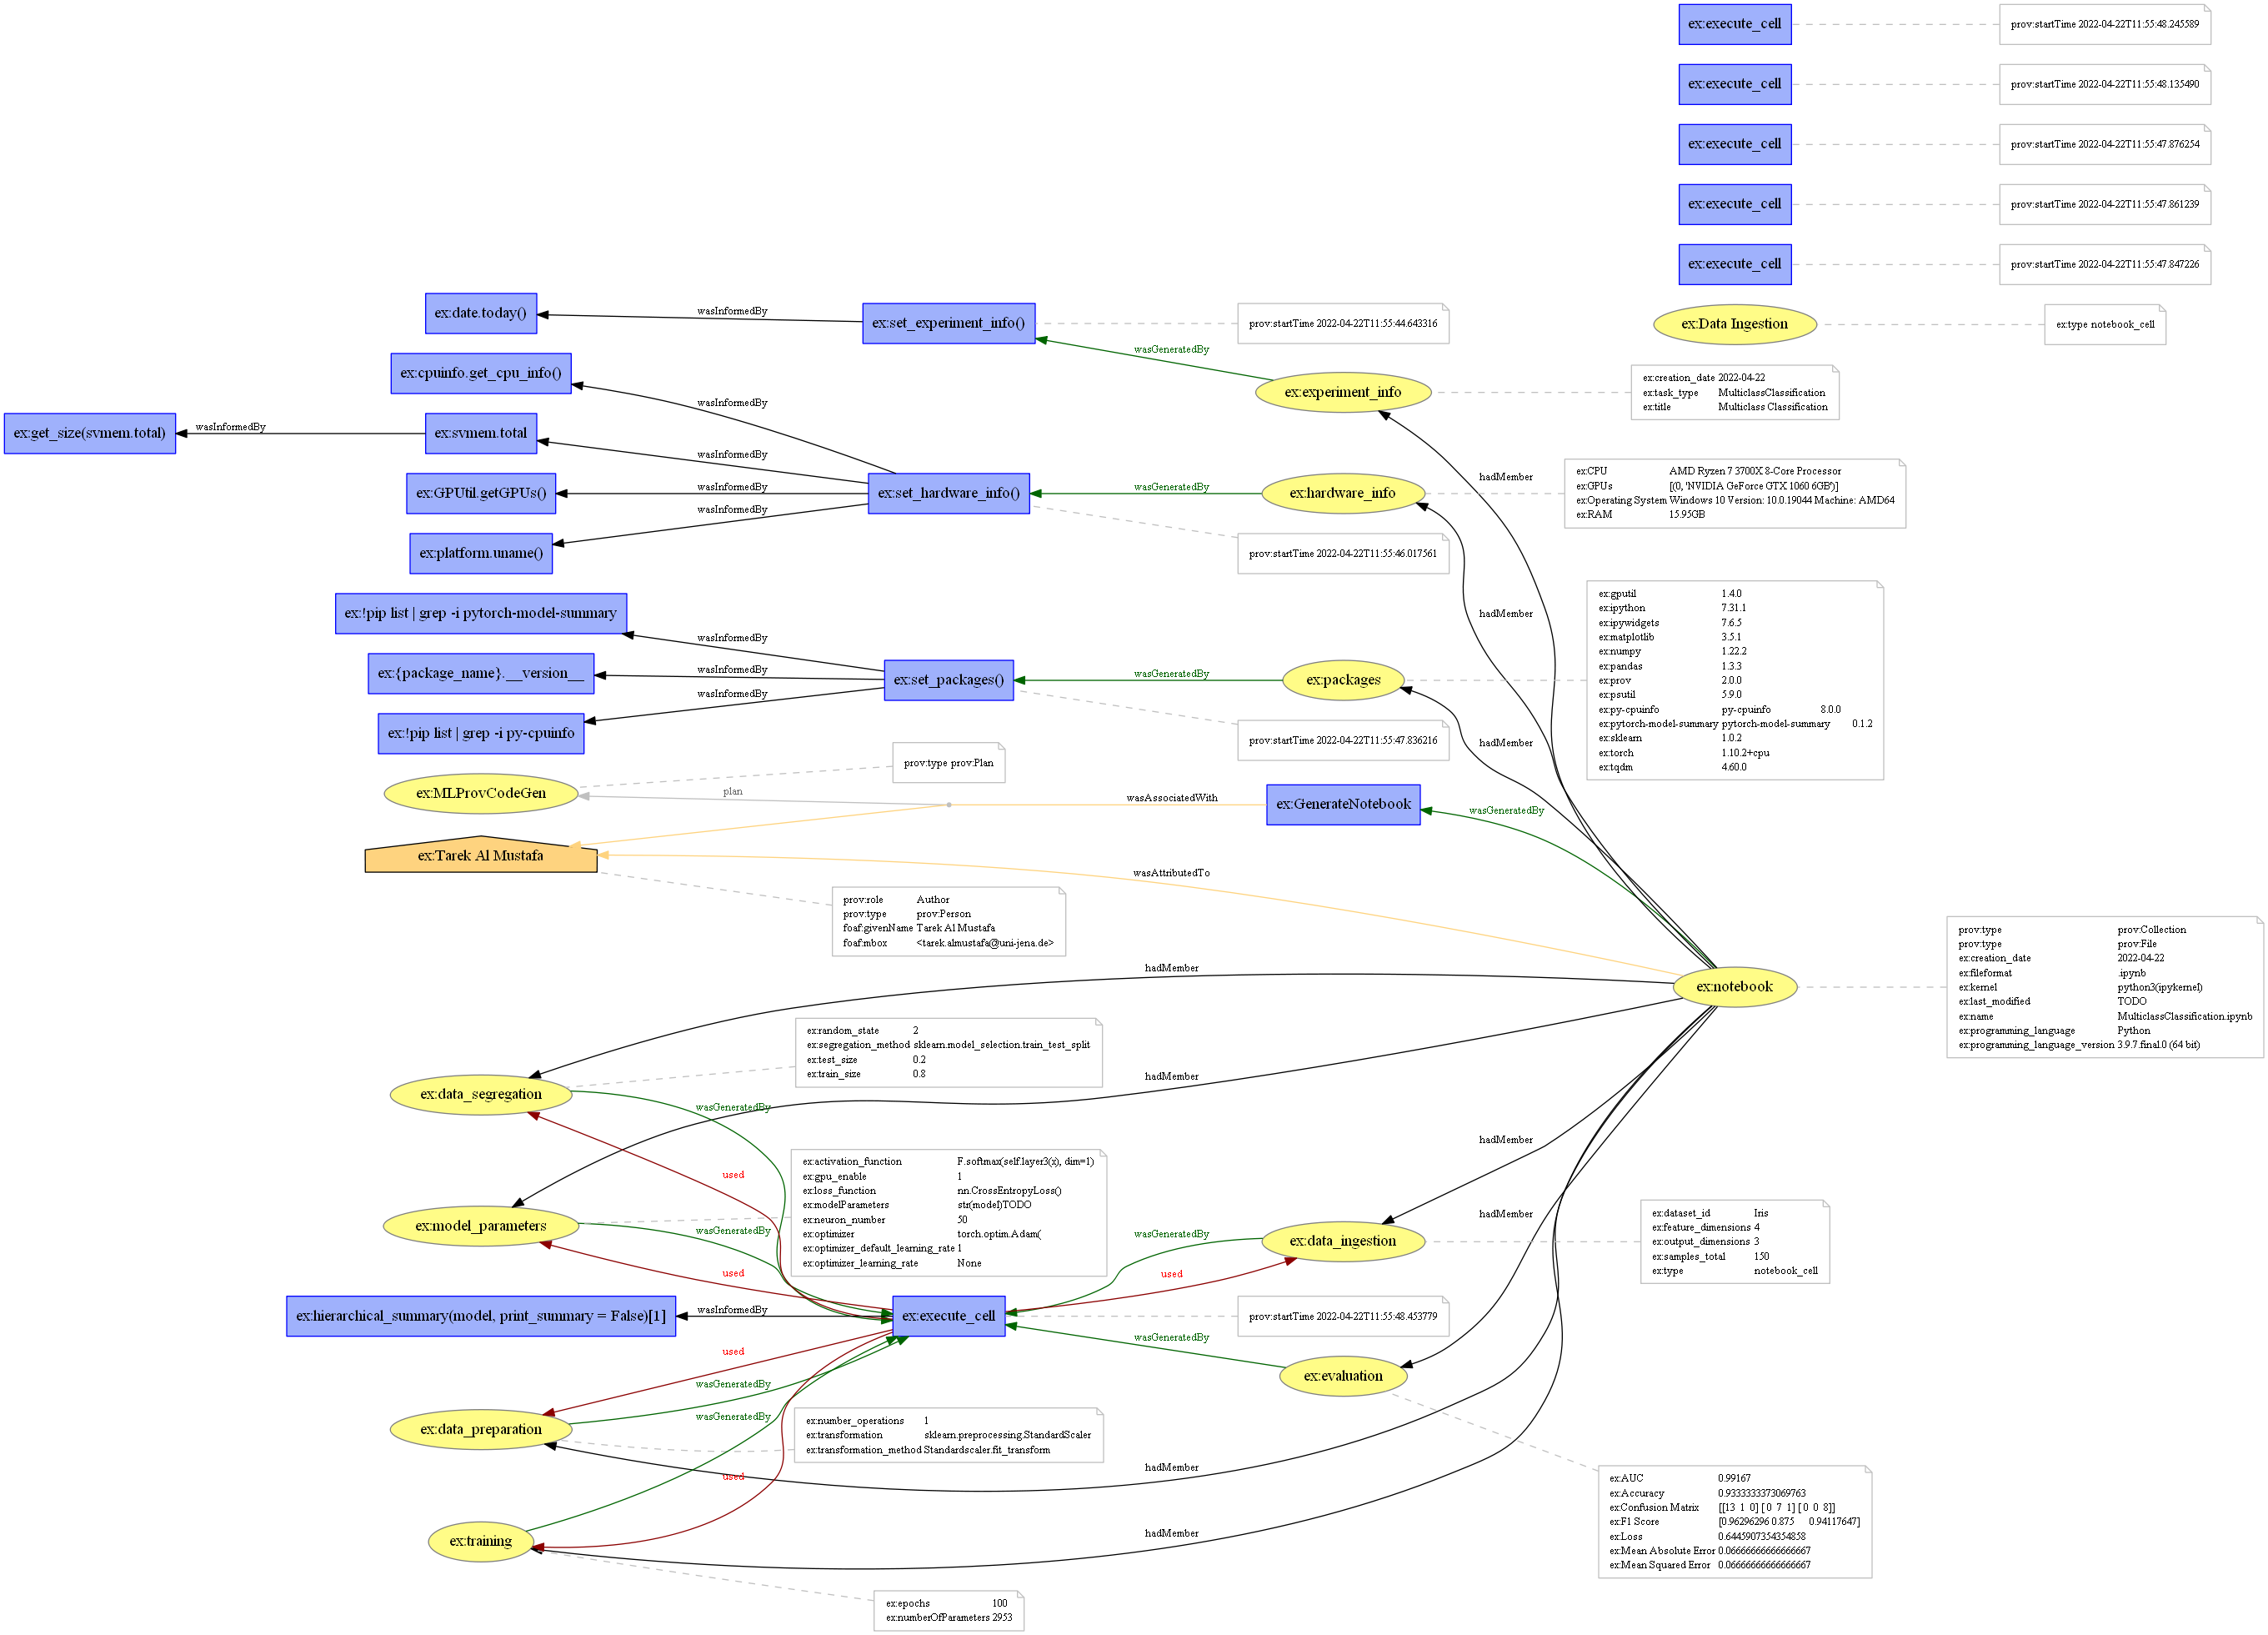 ex:execute_cell
prov:startTime 2022-04-22T11:55:48.245589
ex:execute_cell
prov:startTime 2022-04-22T11:55:48.135490
ex:execute_cell
prov:startTime 2022-04-22T11:55:47.876254
ex:execute_cell
prov:startTime 2022-04-22T11:55:47.861239
ex:execute_cell
prov:startTime 2022-04-22T11:55:47.847226
ex:date.today()
wasInformedBy
ex:set_experiment_info()
prov:startTime 2022-04-22T11:55:44.643316
ex:Data Ingestion
ex:type notebook_cell
wasGeneratedBy
ex:cpuinfo.get_cpu_info()
ex:experiment_info
ex:creation_date 2022-04-22
ex:task_type MulticlassClassification
ex:title Multiclass Classification
wasInformedBy
ex:get_size(svmem.total)
wasInformedBy
ex:svmem.total
wasInformedBy
hadMember
ex:GPUtil.getGPUs()
wasInformedBy
ex:set_hardware_info()
wasGeneratedBy
ex:hardware_info
ex:CPU AMD Ryzen 7 3700X 8-Core Processor
ex:GPUs [(0, 'NVIDIA GeForce GTX 1060 6GB')]
ex:Operating System Windows 10 Version: 10.0.19044 Machine: AMD64
ex:RAM 15.95GB
wasInformedBy
ex:platform.uname()
prov:startTime 2022-04-22T11:55:46.017561
ex:!pip list | grep -i pytorch-model-summary
wasInformedBy
hadMember
ex:gputil 1.4.0
ex:ipython 7.31.1
ex:ipywidgets 7.6.5
ex:matplotlib 3.5.1
ex:numpy 1.22.2
ex:pandas 1.3.3
ex:prov 2.0.0
ex:psutil 5.9.0
ex:py-cpuinfo py-cpuinfo 8.0.0
ex:pytorch-model-summary pytorch-model-summary 0.1.2
ex:sklearn 1.0.2
ex:torch 1.10.2+cpu
ex:tqdm 4.60.0
ex:{package_name}.__version__
wasInformedBy
ex:set_packages()
wasGeneratedBy
ex:packages
wasInformedBy
ex:!pip list | grep -i py-cpuinfo
prov:startTime 2022-04-22T11:55:47.836216
hadMember
prov:type prov:Plan
ex:MLProvCodeGen
plan
wasAssociatedWith
ex:GenerateNotebook
wasGeneratedBy
ex:Tarek Al Mustafa
wasAttributedTo
prov:role Author
prov:type prov:Person
foaf:givenName Tarek Al Mustafa
foaf:mbox <tarek.almustafa@uni-jena.de>
hadMember
ex:notebook
prov:type prov:Collection
prov:type prov:File
ex:creation_date 2022-04-22
ex:fileformat .ipynb
ex:kernel python3(ipykernel)
ex:last_modified TODO
ex:name MulticlassClassification.ipynb
ex:programming_language Python
ex:programming_language_version 3.9.7.final.0 (64 bit)
ex:random_state 2
ex:segregation_method sklearn.model_selection.train_test_split
ex:test_size 0.2
ex:train_size 0.8
hadMember
ex:data_segregation
wasGeneratedBy
used
hadMember
ex:activation_function F.softmax(self.layer3(x), dim=1)
ex:gpu_enable 1
ex:loss_function nn.CrossEntropyLoss()
ex:modelParameters str(model)TODO
ex:neuron_number 50
ex:optimizer torch.optim.Adam(
ex:optimizer_default_learning_rate 1
ex:optimizer_learning_rate None
ex:model_parameters
wasGeneratedBy
used
hadMember
wasGeneratedBy
used
ex:data_ingestion
ex:dataset_id Iris
ex:feature_dimensions 4
ex:output_dimensions 3
ex:samples_total 150
ex:type notebook_cell
ex:hierarchical_summary(model, print_summary = False)[1]
wasInformedBy
ex:execute_cell
prov:startTime 2022-04-22T11:55:48.453779
used
wasGeneratedBy
wasGeneratedBy
ex:evaluation
ex:data_preparation
wasGeneratedBy
ex:number_operations 1
ex:transformation sklearn.preprocessing.StandardScaler
ex:transformation_method Standardscaler.fit_transform
used
hadMember
ex:AUC 0.99167
ex:Accuracy 0.9333333373069763
ex:Confusion Matrix [[13 1 0] [ 0 7 1] [ 0 0 8]]
ex:F1 Score [0.96296296 0.875 0.94117647]
ex:Loss 0.6445907354354858
ex:Mean Absolute Error 0.06666666666666667
ex:Mean Squared Error 0.06666666666666667
ex:training
hadMember
ex:epochs 100
ex:numberOfParameters 2953